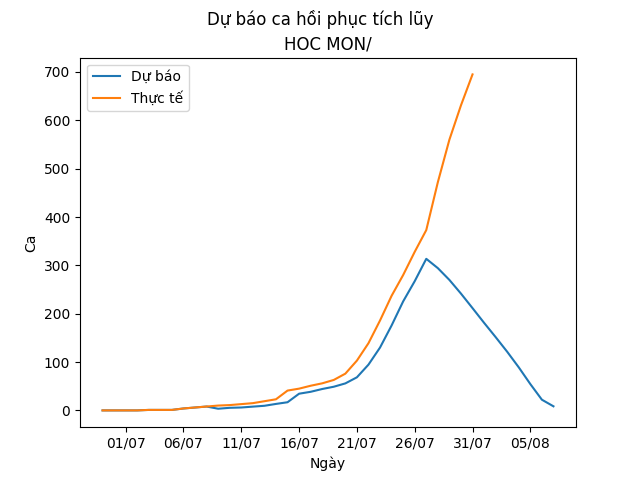 Dự báo ca hồi phục tích lũy
HOC MON/
Dự báo
Thực tế
700
600
500
400
300
200
100
0
Ca
01/07 06/07 11/07 16/07 21/07 26/07 31/07 05/08
Ngày